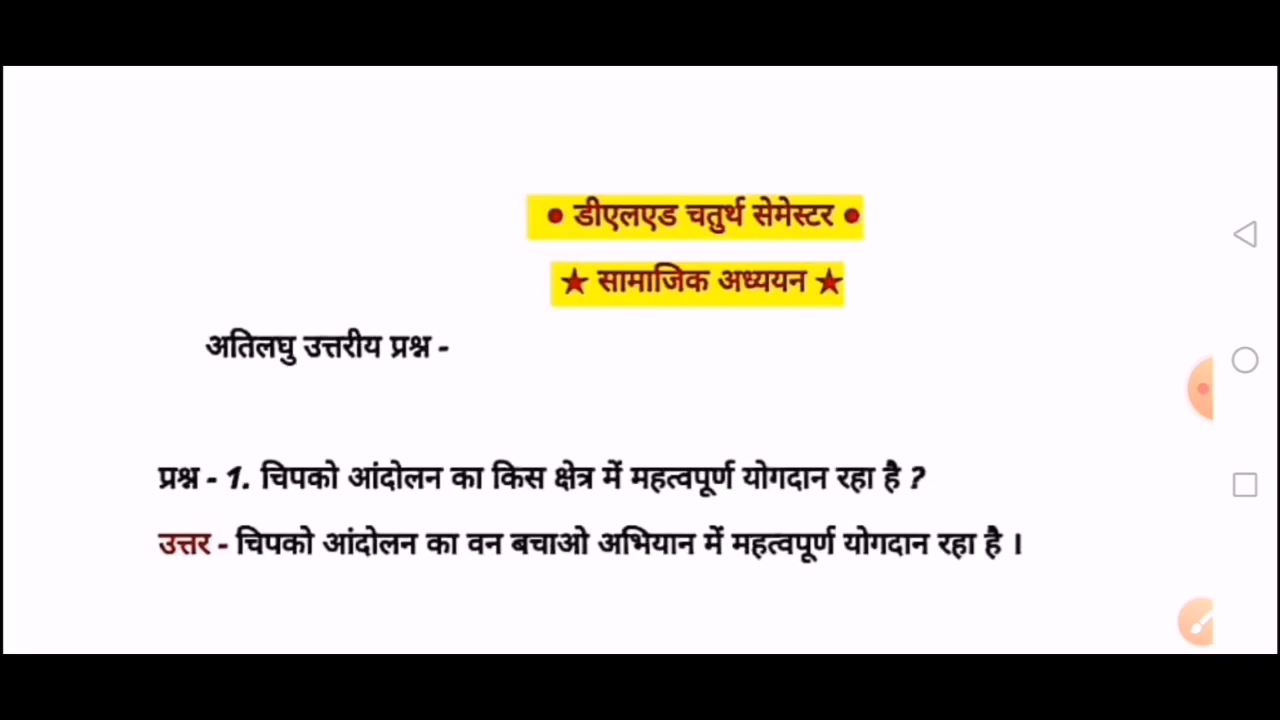 • डीएलएड चतुर्थ सेमेस्टर •
★ सामाजिक अध्ययन ★
अतिलघु उत्तरीय प्रश्न -
प्रश्न - 1. चिपको आंदोलन का किस क्षेत्र में महत्वपूर्ण योगदान रहा है ?
उत्तर - चिपको आंदोलन का वन बचाओ अभियान में महत्वपूर्ण योगदान रहा है ।